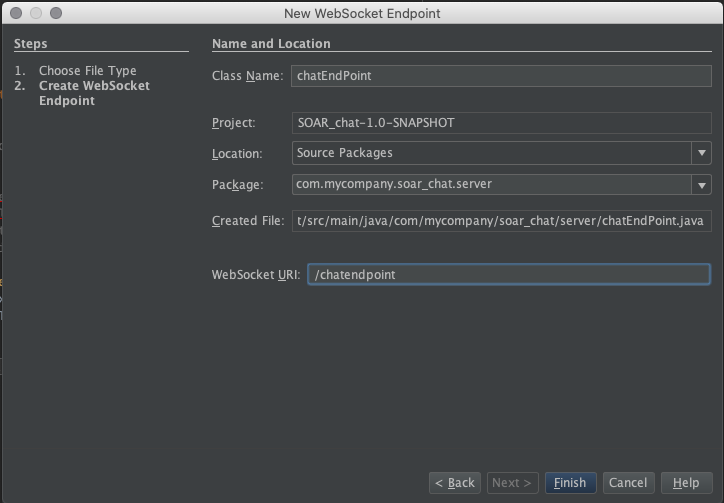 New WebSocket Endpoint
Steps
1. Choose File Type
2. Create WebSocket
Endpoint
Name and Location
Class Name: chatEndPoint
Project: SOAR_chat-1.0-SNAPSHOT
Location: Source Packages
Package: com.mycompany.soar_chat.server
Created File: t/src/main/java/com/mycompany/soar_chat/server/chatEndPoint.java
WebSocket URI: /chatendpoint
< Back Next > Finish Cancel Help